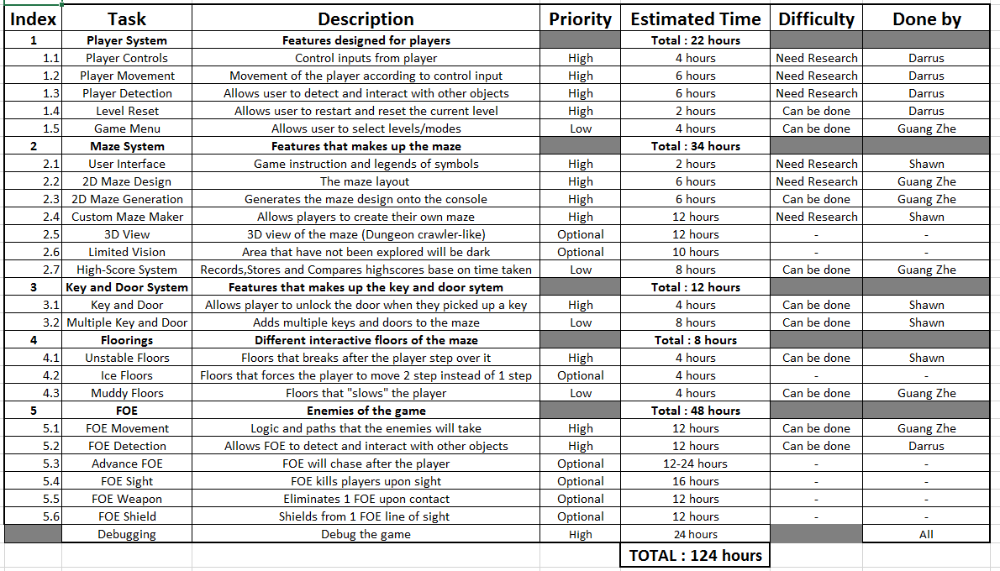 Index Task Description Priority Estimated Time Difficulty Done by
1 Player System Features designed for players Total : 22 hours
1.1 Player Controls Control inputs from player High 4 hours Need Research Darrus
1.2 Player Movement Movement of the player according to control input High 6 hours Need Research Darrus
1.3 Player Detection Allows user to detect and interact with other objects High 6 hours Need Research Darrus
1.4 Level Reset Allows user to restart and reset the current level High 2 hours Can be done Darrus
1.5 Game Menu Allows user to select levels/modes Low 4 hours Can be done Guang Zhe
2 Maze System Features that makes up the maze Total : 34 hours
2.1 User Interface Game instruction and legends of symbols High 2 hours Need Research Shawn
2.2 2D Maze Design The maze layout High 6 hours Need Research Guang Zhe
2.3 2D Maze Generation Generates the maze design onto the console High 6 hours Can be done Guang Zhe
2.4 Custom Maze Maker Allows players to create their own maze High 12 hours Need Research Shawn
2.5 3D View 3D view of the maze (Dungeon crawler-like) Optional 12 hours - -
2.6 Limited Vision Area that have not been explored will be dark Optional 10 hours - -
2.7 High-Score System Records,Stores and Compares highscores base on time taken Low 8 hours Can be done Guang Zhe
3 Key and Door System Features that makes up the key and door sytem Total : 12 hours
3.1 Key and Door Allows player to unlock the door when they picked up a key High 4 hours Can be done Shawn
3.2 Multiple Key and Door Adds multiple keys and doors to the maze Low 8 hours Can be done Shawn
4 Floorings Different interactive floors of the maze Total : 8 hours
4.1 Unstable Floors Floors that breaks after the player step over it High 4 hours Can be done Shawn
4.2 Ice Floors Floors that forces the player to move 2 step instead of 1 step Optional 4 hours - -
4.3 Muddy Floors Floors that "slows" the player Low 4 hours Can be done Guang Zhe
5 FOE Enemies of the game Total : 48 hours
5.1 FOE Movement Logic and paths that the enemies will take High 12 hours Can be done Guang Zhe
5.2 FOE Detection Allows FOE to detect and interact with other objects High 12 hours Can be done Darrus
5.3 Advance FOE FOE will chase after the player Optional 12-24 hours - -
5.4 FOE Sight FOE kills players upon sight Optional 16 hours - -
5.5 FOE Weapon Eliminates 1 FOE upon contact Optional 12 hours - -
5.6 FOE Shield Shields from 1 FOE line of sight Optional 12 hours - -
Debugging Debug the game High 24 hours All
TOTAL : 124 hours